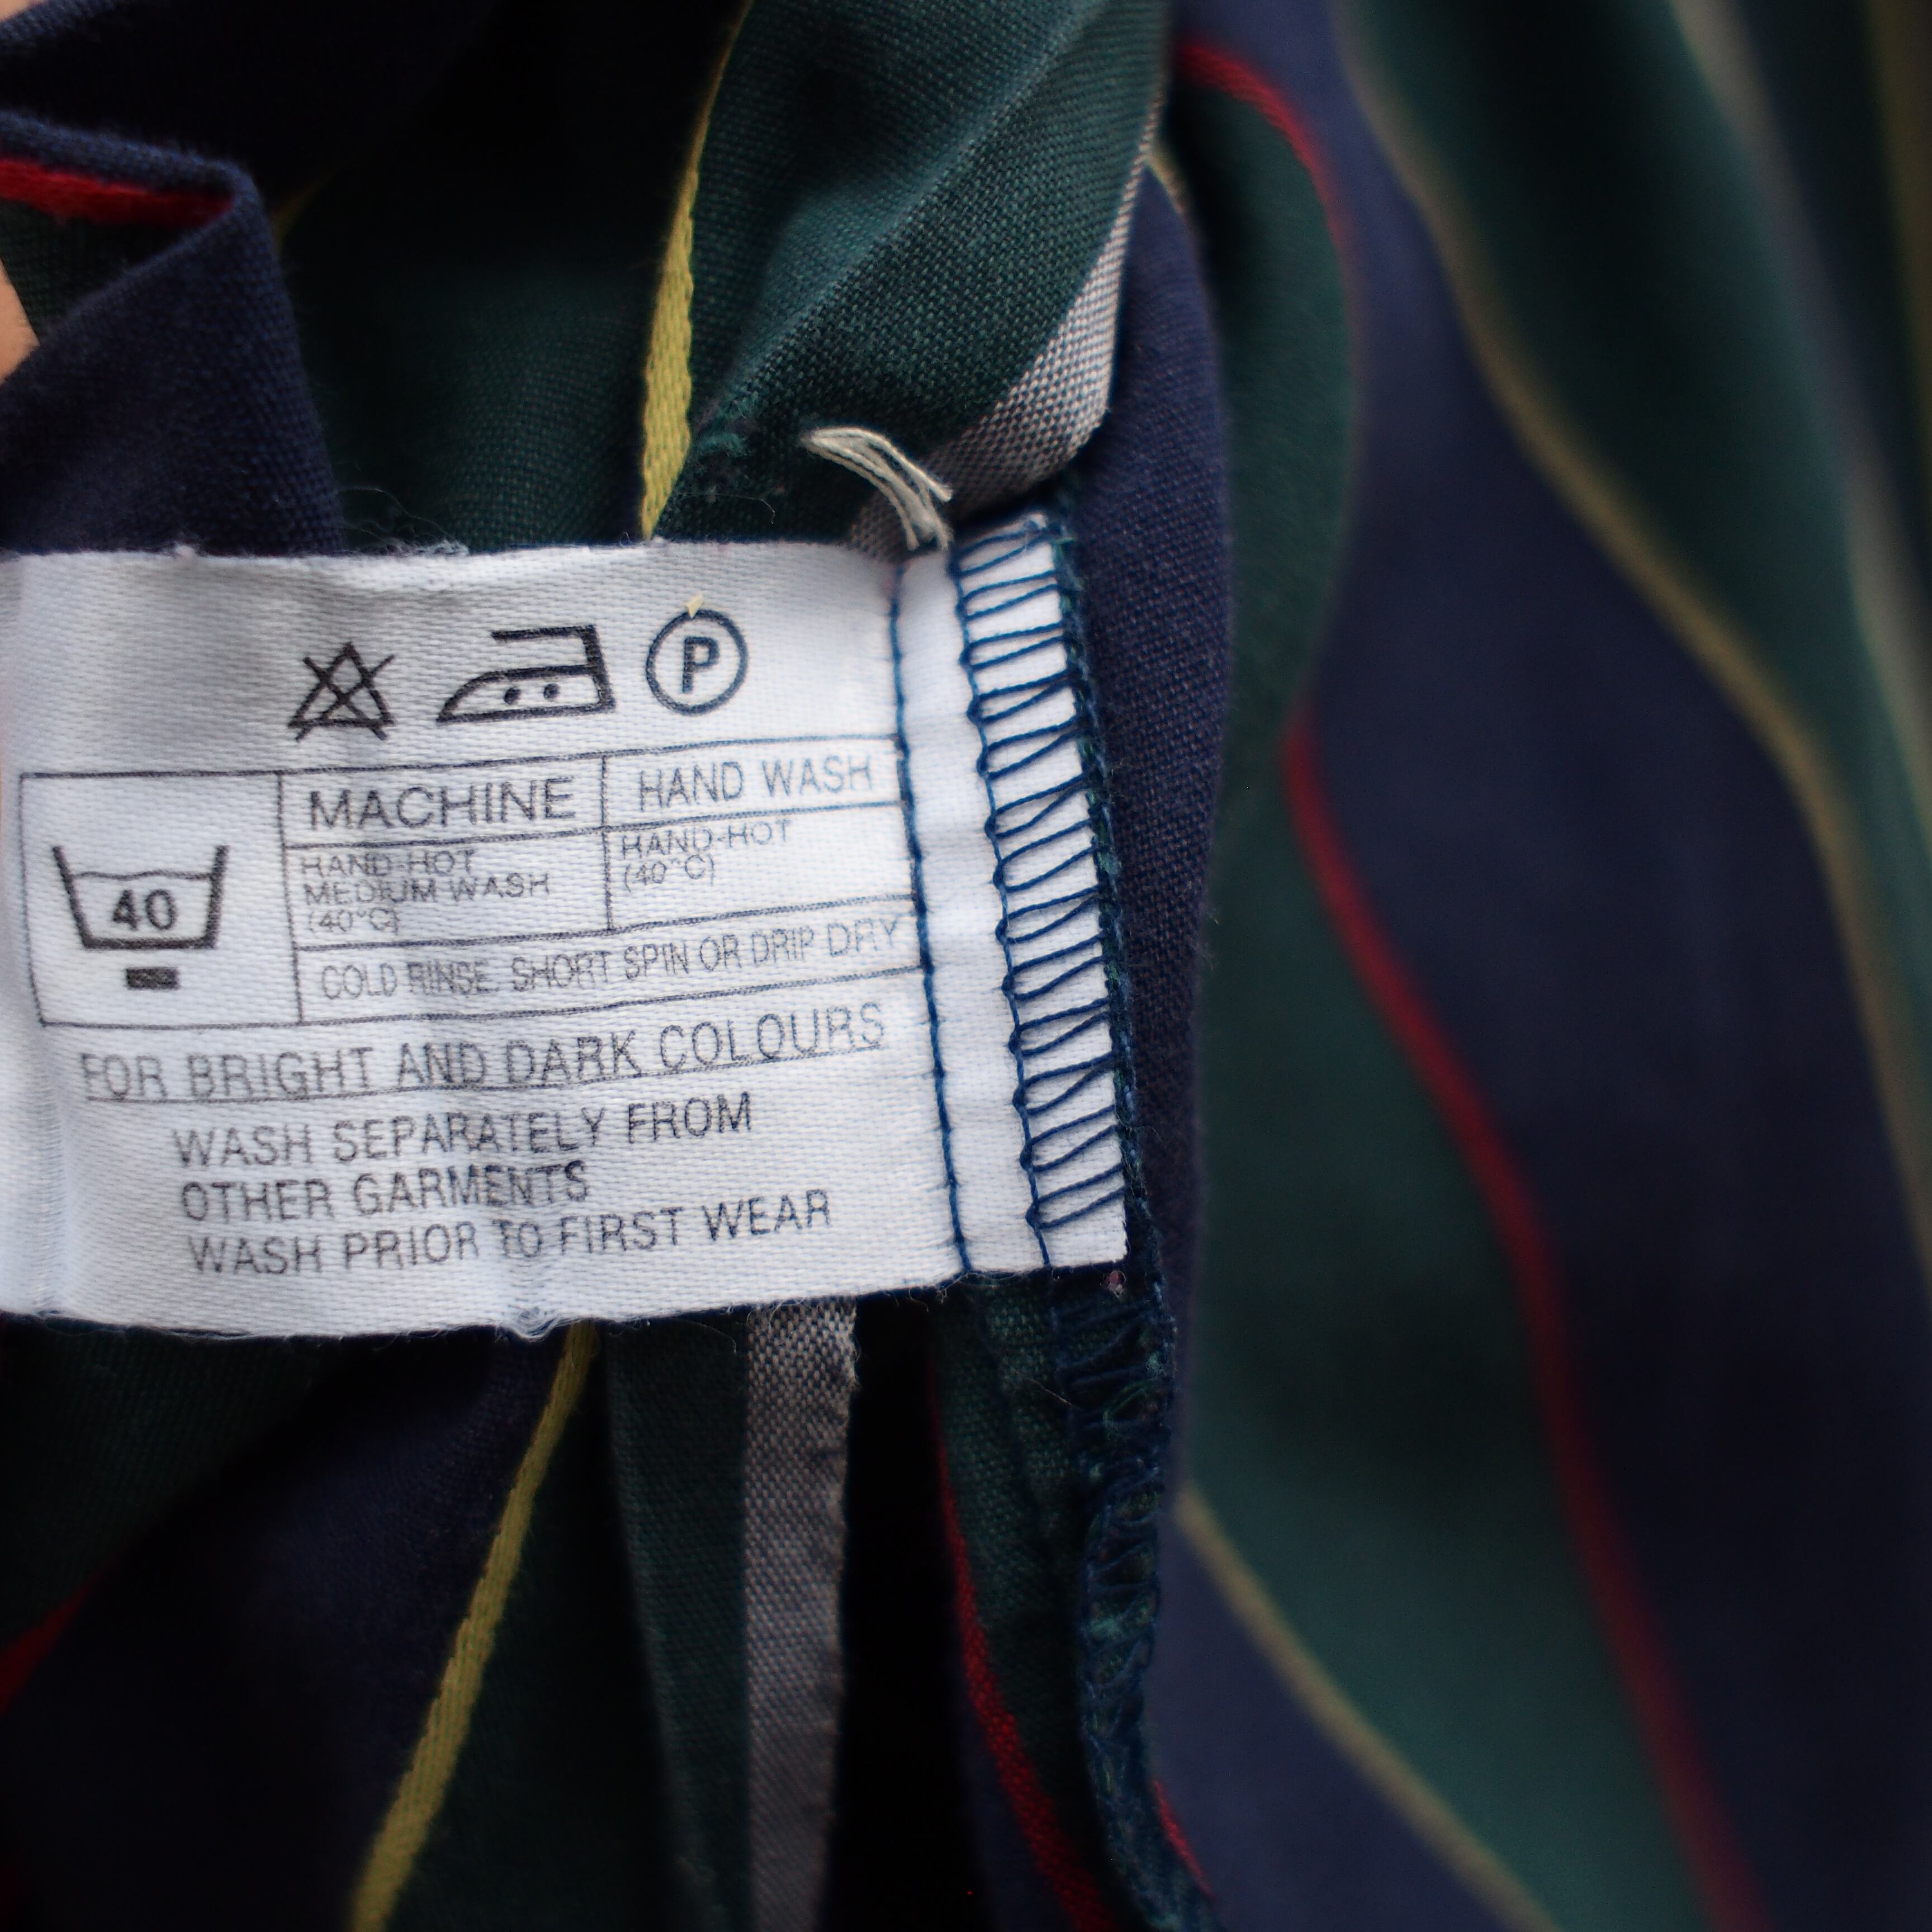 P
MACHINE
HAND WASH
40
HAND-HOT
MEDIUM WASH
(40°C)
HAND-HOT
(40°C)
COLD RINSE. SHORT SPIN OR DRIP DRY
FOR BRIGHT AND DARK COLOURS
WASH SEPARATELY FROM
OTHER GARMENTS
WASH PRIOR TO FIRST WEAR